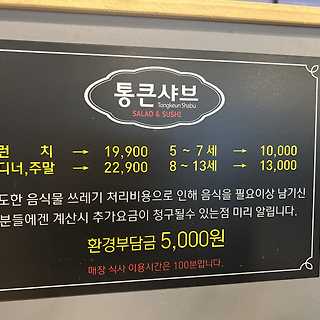 통큰샤브
Tongkeun Shabu
SALAD & SUSHI
런 치 → 19,900 5 ~ 7세 → 10,000
디너,주말 → 22,900 8 ~ 13세 → 13,000
도한 음식물 쓰레기 처리비용으로 인해 음식을 필요이상 남기신
분들에겐 계산시 추가요금이 청구될수 있는점 미리 알립니다.
환경부담금 5,000원
매장 식사 이용시간은 100분입니다.